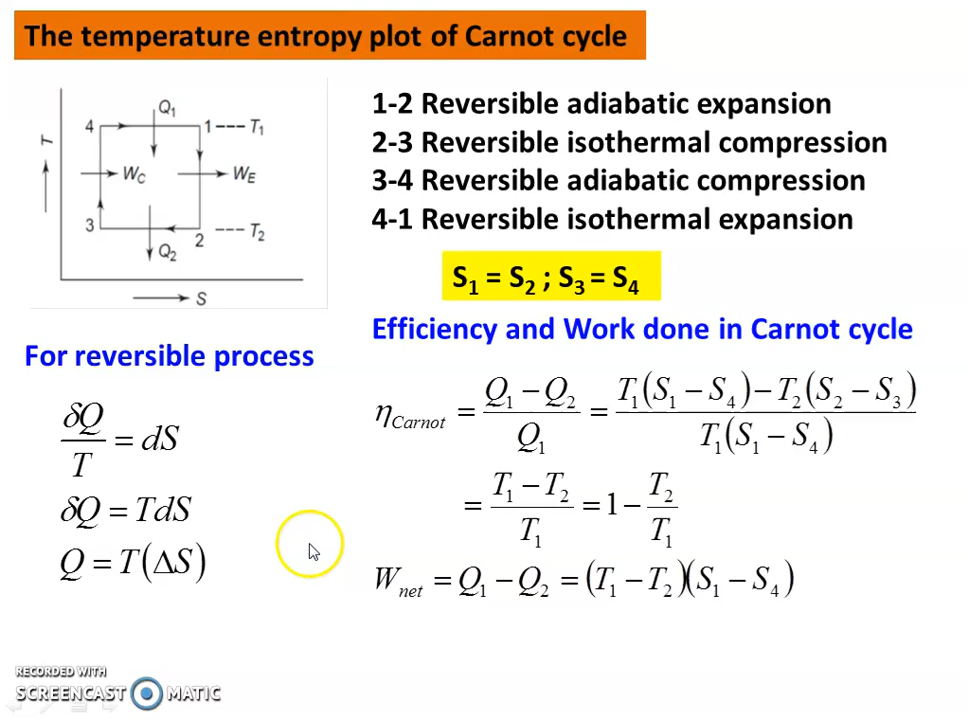 The temperature entropy plot of Carnot cycle
Q₁
4
1 --- T₁
T
W_C
W_E
3
2
--- T₂
Q₂
S
1-2 Reversible adiabatic expansion
2-3 Reversible isothermal compression
3-4 Reversible adiabatic compression
4-1 Reversible isothermal expansion
S₁ = S₂ ; S₃ = S₄
Efficiency and Work done in Carnot cycle
For reversible process
δQ/T = dS
δQ = TdS
Q = T(ΔS)
η_Carnot = (Q₁ − Q₂)/Q₁ = (T₁(S₁ − S₄) − T₂(S₂ − S₃))/(T₁(S₁ − S₄))
= (T₁ − T₂)/T₁ = 1 − T₂/T₁
W_net = Q₁ − Q₂ = (T₁ − T₂)(S₁ − S₄)
RECORDED WITH
SCREENCAST MATIC